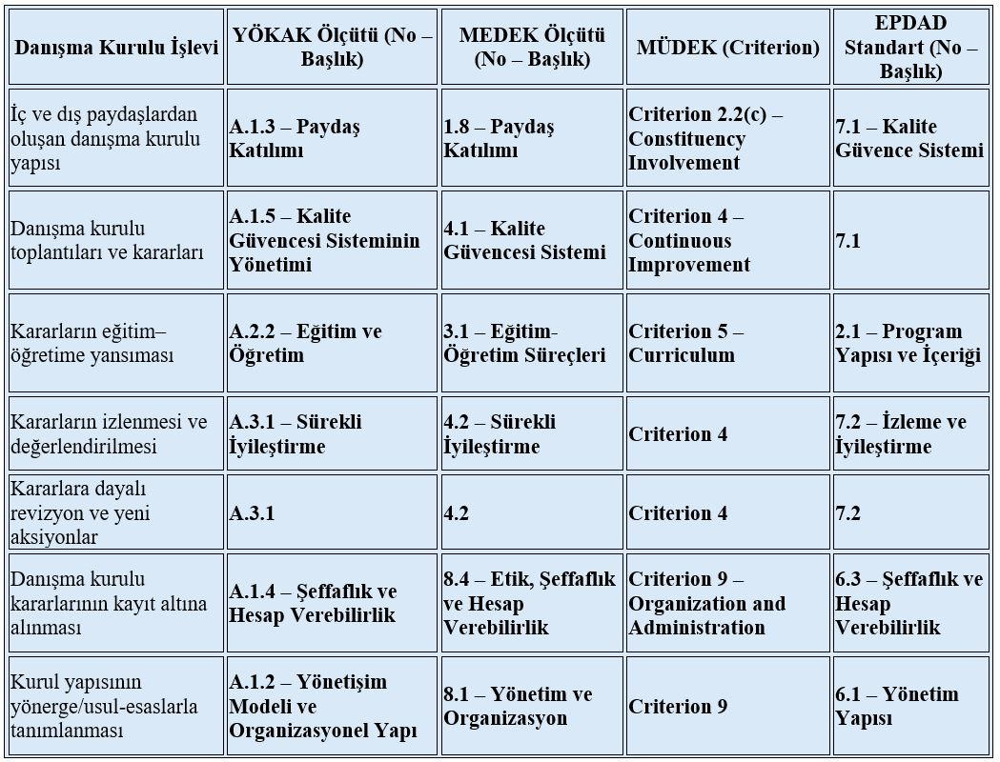 Danışma Kurulu İşlevi
YÖKAK Ölçütü (No –
Başlık)
MEDEK Ölçütü
(No – Başlık)
MÜDEK (Criterion)
EPDAD
Standart (No –
Başlık)
İç ve dış paydaşlardan
oluşan danışma kurulu
yapısı
A.1.3 – Paydaş
Katılımı
1.8 – Paydaş
Katılımı
Criterion 2.2(c) –
Constituency
Involvement
7.1 – Kalite
Güvence Sistemi
Danışma kurulu
toplantıları ve kararları
A.1.5 – Kalite
Güvencesi Sisteminin
Yönetimi
4.1 – Kalite
Güvencesi Sistemi
Criterion 4 –
Continuous
Improvement
7.1
Kararların eğitim–
öğretime yansıması
A.2.2 – Eğitim ve
Öğretim
3.1 – Eğitim-
Öğretim Süreçleri
Criterion 5 –
Curriculum
2.1 – Program
Yapısı ve İçeriği
Kararların izlenmesi ve
değerlendirilmesi
A.3.1 – Sürekli
İyileştirme
4.2 – Sürekli
İyileştirme
Criterion 4
7.2 – İzleme ve
İyileştirme
Kararlara dayalı
revizyon ve yeni
aksiyonlar
A.3.1
4.2
Criterion 4
7.2
Danışma kurulu
kararlarının kayıt altına
alınması
A.1.4 – Şeffaflık ve
Hesap Verebilirlik
8.4 – Etik, Şeffaflık
ve Hesap
Verebilirlik
Criterion 9 –
Organization and
Administration
6.3 – Şeffaflık ve
Hesap
Verebilirlik
Kurul yapısının
yönerge/usul-esaslarla
tanımlanması
A.1.2 – Yönetişim
Modeli ve
Organizasyonel Yapı
8.1 – Yönetim ve
Organizasyon
Criterion 9
6.1 – Yönetim
Yapısı